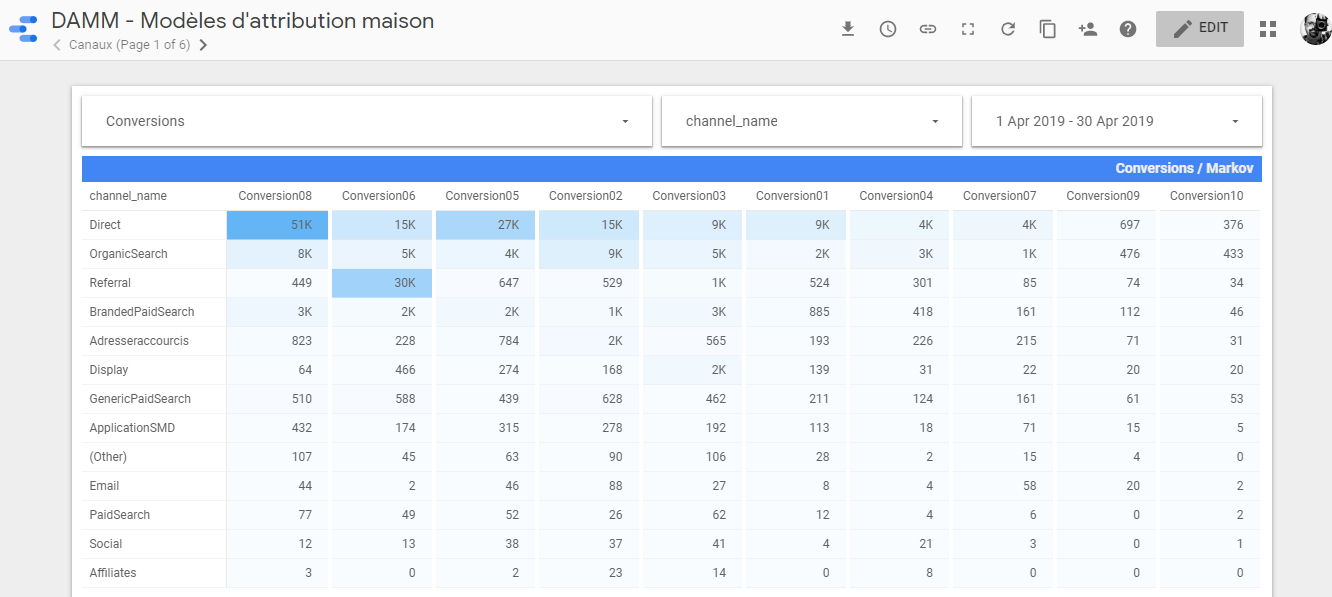 DAMM - Modèles d'attribution maison
Canaux (Page 1 of 6)
EDIT
Conversions channel_name 1 Apr 2019 - 30 Apr 2019
Conversions / Markov
channel_name Conversion08 Conversion06 Conversion05 Conversion02 Conversion03 Conversion01 Conversion04 Conversion07 Conversion09 Conversion10
Direct 51K 15K 27K 15K 9K 9K 4K 4K 697 376
OrganicSearch 8K 5K 4K 9K 5K 2K 3K 1K 476 433
Referral 449 30K 647 529 1K 524 301 85 74 34
BrandedPaidSearch 3K 2K 2K 1K 3K 885 418 161 112 46
Adresseraccourcis 823 228 784 2K 565 193 226 215 71 31
Display 64 466 274 168 2K 139 31 22 20 20
GenericPaidSearch 510 588 439 628 462 211 124 161 61 53
ApplicationSMD 432 174 315 278 192 113 18 71 15 5
(Other) 107 45 63 90 106 28 2 15 4 0
Email 44 2 46 88 27 8 4 58 20 2
PaidSearch 77 49 52 26 62 12 4 6 0 2
Social 12 13 38 37 41 4 21 3 0 1
Affiliates 3 0 2 23 14 0 8 0 0 0